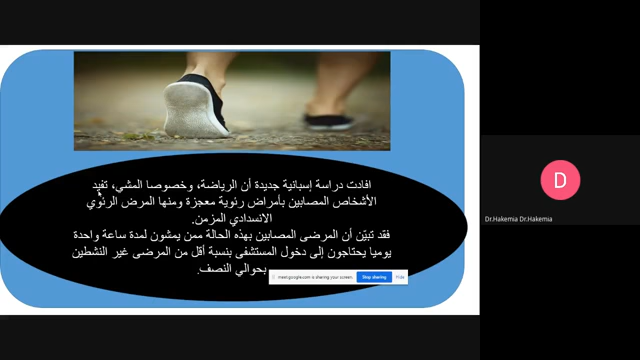 افادت دراسة إسبانية جديدة أن الرياضة، وخصوصا المشي، تفيد
الأشخاص المصابين بأمراض رئوية معجزة ومنها المرض الرئوي
الانسدادي المزمن.
فقد تبيّن أن المرضى المصابين بهذه الحالة ممن يمشون لمدة ساعة واحدة
يوميا يحتاجون إلى دخول المستشفى بنسبة أقل من المرضى غير النشطين
بحوالي النصف.
meet.google.com is sharing your screen. Stop sharing Hide
D
Dr.Hakemia Dr.Hakemia